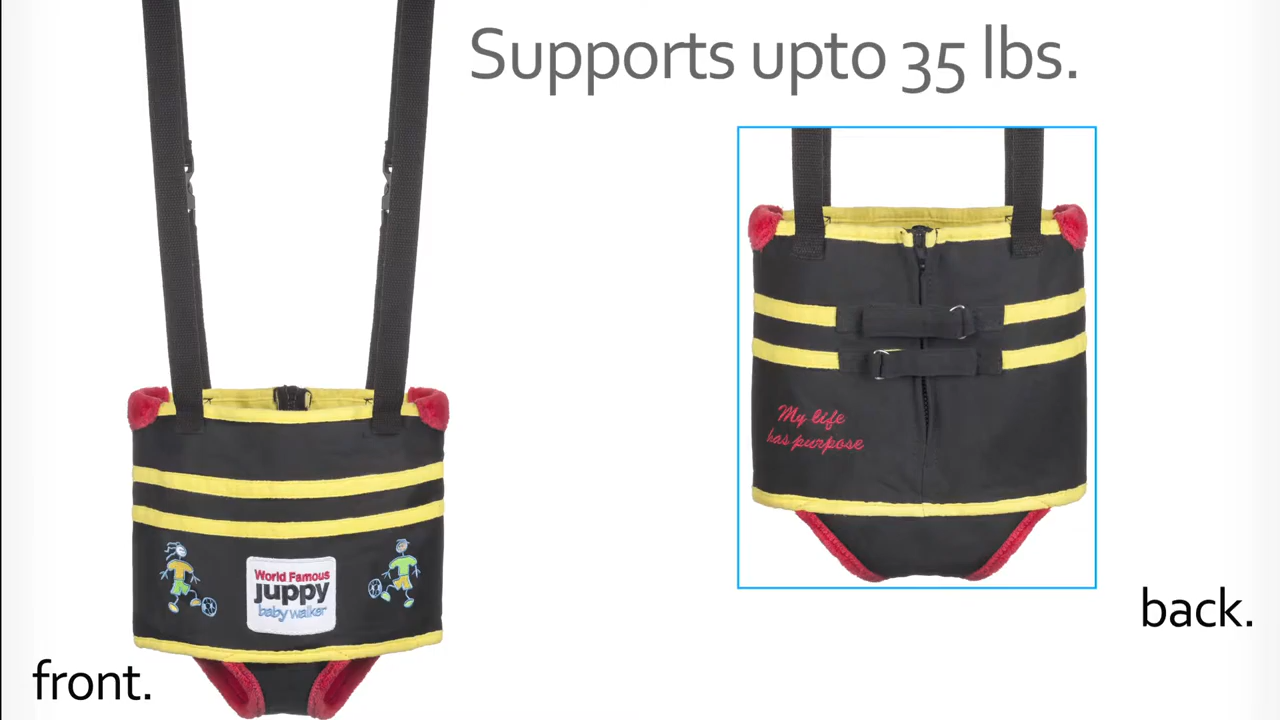 Supports upto 35 lbs.
My life
has purpose
World Famous
juppy
baby walker
back.
front.